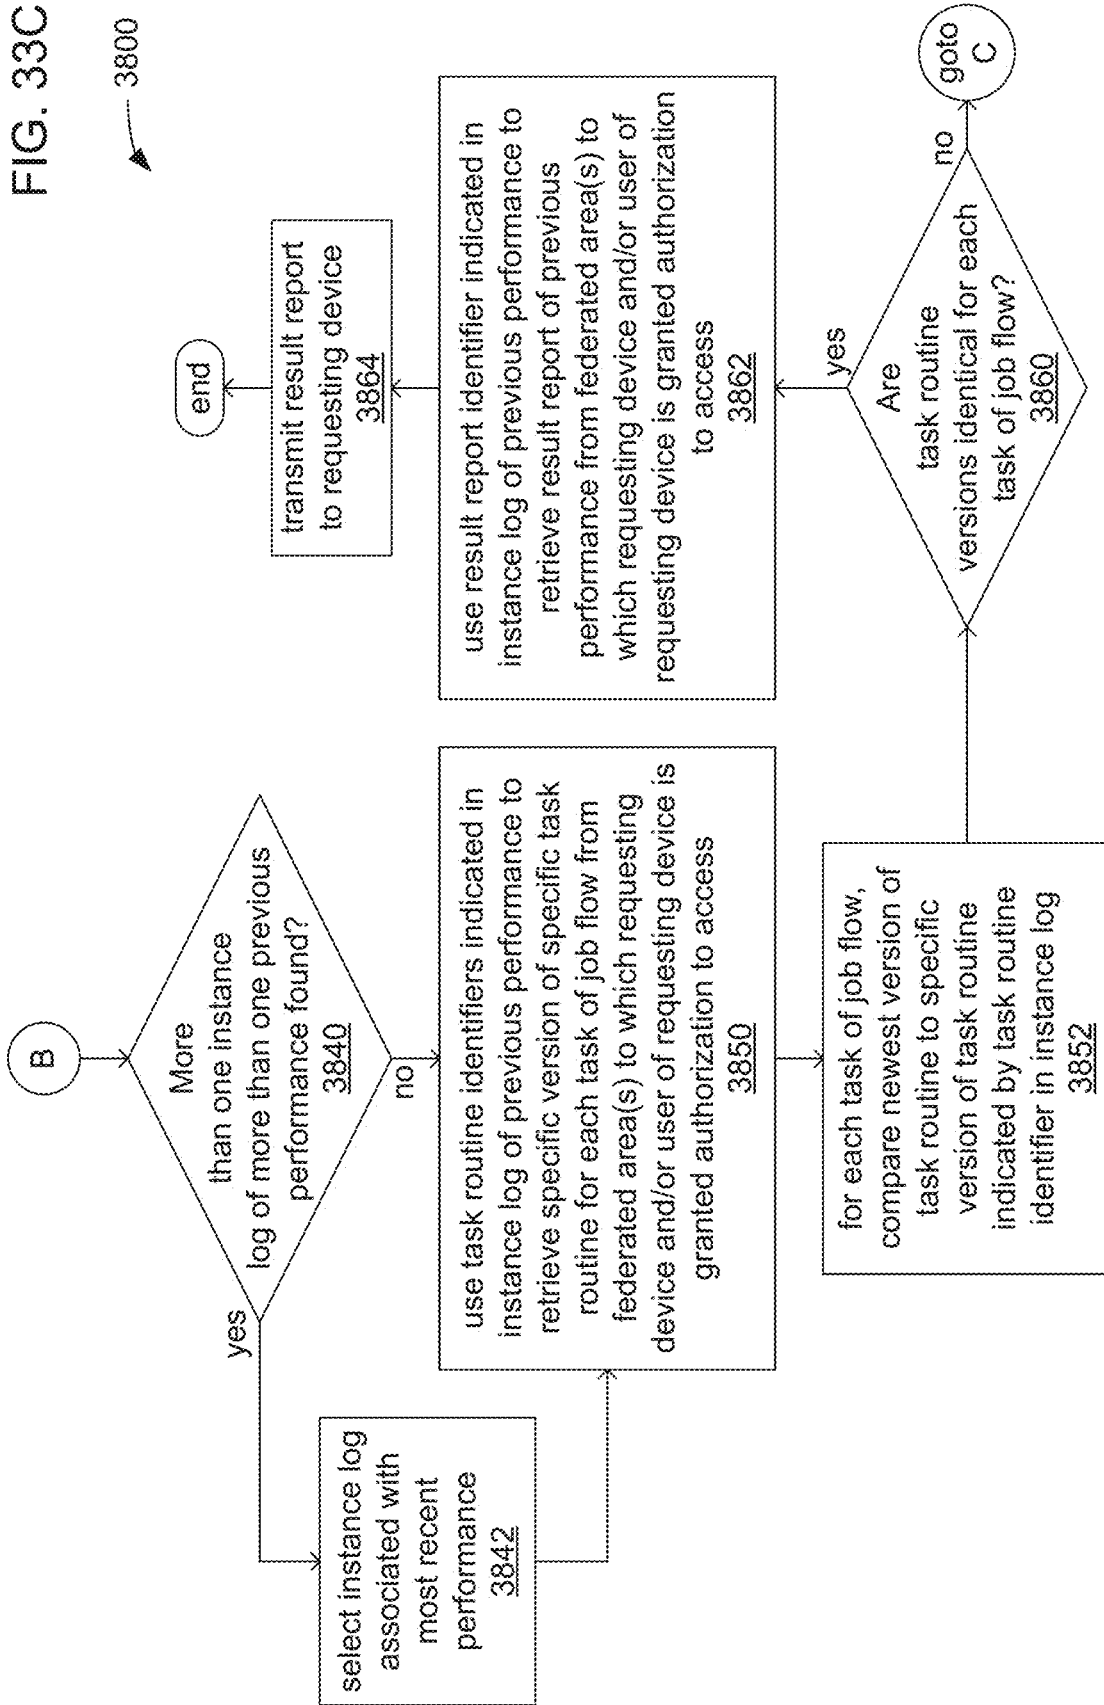 FIG. 33C
3800
B
More
than one instance
log of more than one previous
performance found?
3840
yes
no
select instance log
associated with
most recent
performance
3842
use task routine identifiers indicated in
instance log of previous performance to
retrieve specific version of specific task
routine for each task of job flow from
federated area(s) to which requesting
device and/or user of requesting device is
granted authorization to access
3850
for each task of job flow,
compare newest version of
task routine to specific
version of task routine
indicated by task routine
identifier in instance log
3852
Are
task routine
versions identical for each
task of job flow?
3860
no
goto
C
yes
use result report identifier indicated in
instance log of previous performance to
retrieve result report of previous
performance from federated area(s) to
which requesting device and/or user of
requesting device is granted authorization
to access
3862
transmit result report
to requesting device
3864
end